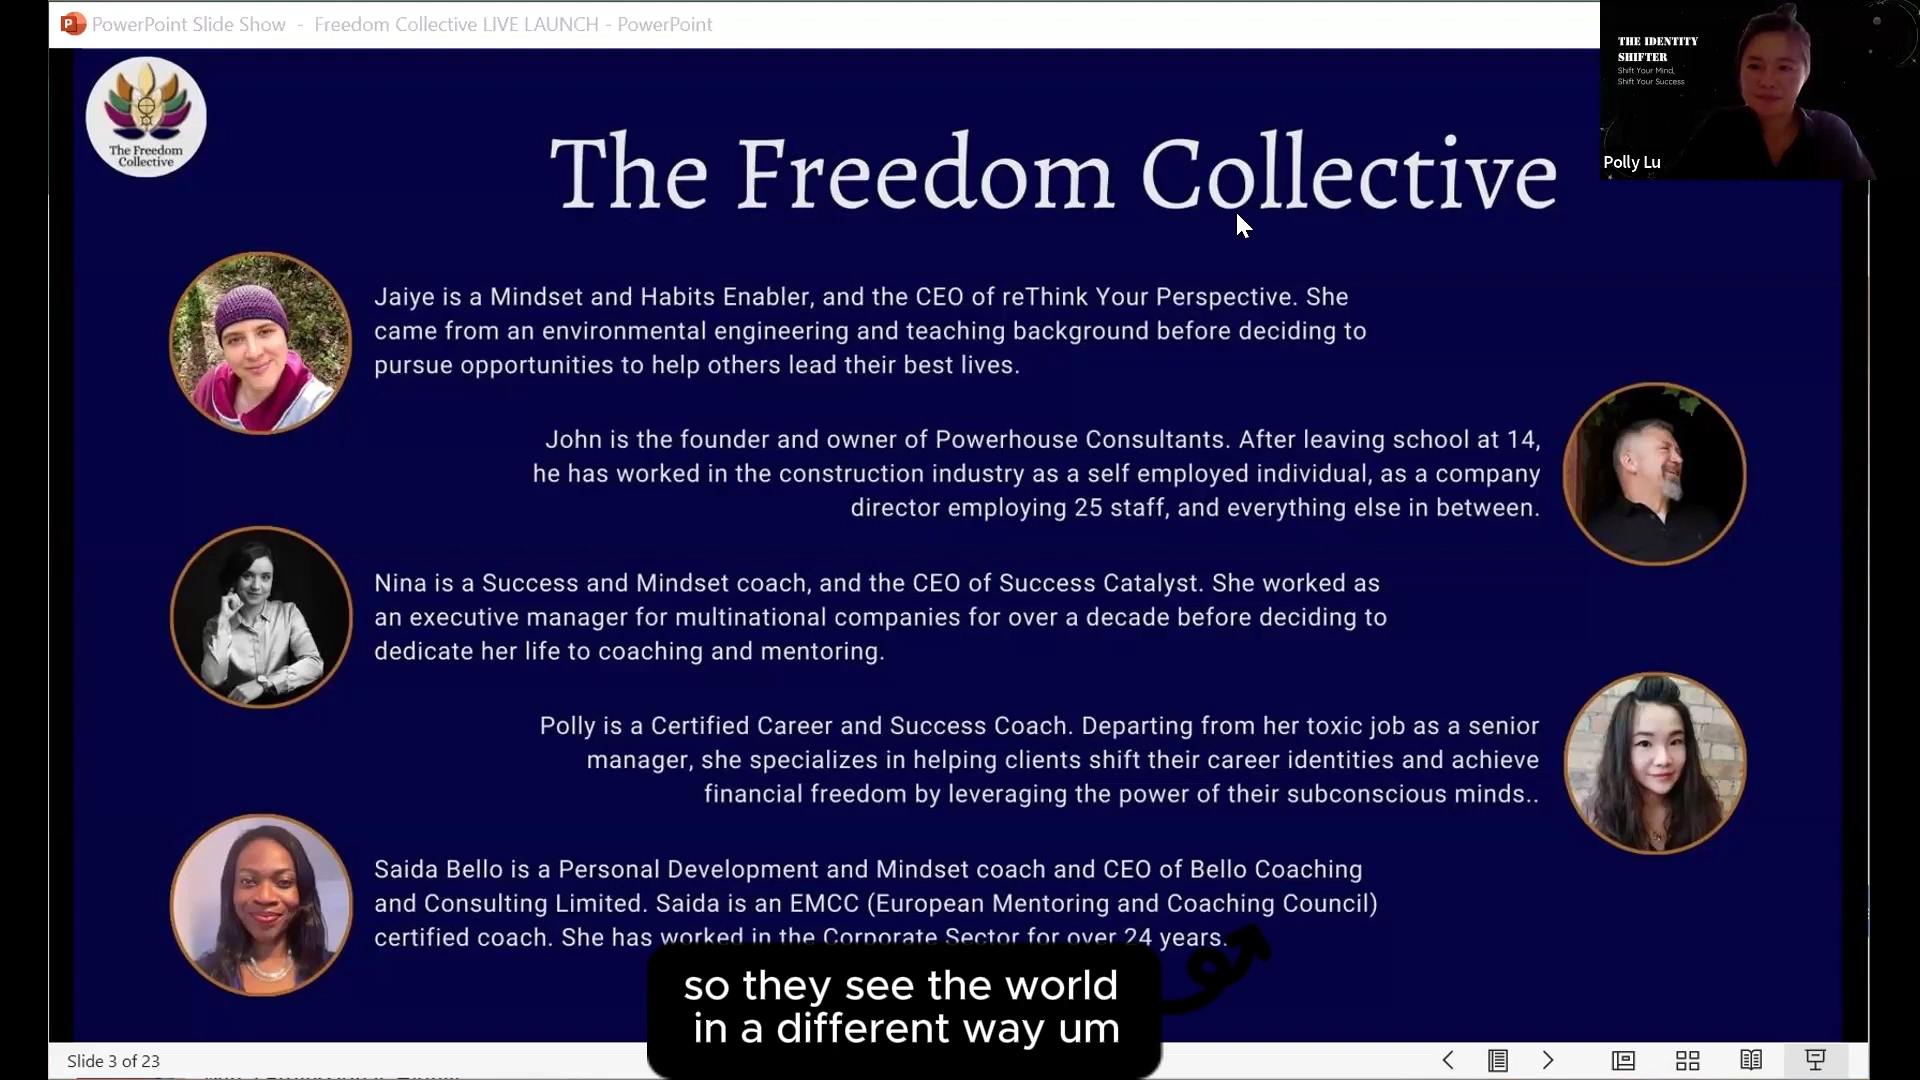 PowerPoint Slide Show - Freedom Collective LIVE LAUNCH - PowerPoint
THE IDENTITY
SHIFTER
Shift Your Mind,
Shift Your Success
Polly Lu
The Freedom
Collective
The Freedom Collective
Jaiye is a Mindset and Habits Enabler, and the CEO of reThink Your Perspective. She
came from an environmental engineering and teaching background before deciding to
pursue opportunities to help others lead their best lives.
John is the founder and owner of Powerhouse Consultants. After leaving school at 14,
he has worked in the construction industry as a self employed individual, as a company
director employing 25 staff, and everything else in between.
Nina is a Success and Mindset coach, and the CEO of Success Catalyst. She worked as
an executive manager for multinational companies for over a decade before deciding to
dedicate her life to coaching and mentoring.
Polly is a Certified Career and Success Coach. Departing from her toxic job as a senior
manager, she specializes in helping clients shift their career identities and achieve
financial freedom by leveraging the power of their subconscious minds..
Saida Bello is a Personal Development and Mindset coach and CEO of Bello Coaching
and Consulting Limited. Saida is an EMCC (European Mentoring and Coaching Council)
certified coach. She has worked in the Corporate Sector for over 24 years.
so they see the world
in a different way um
Slide 3 of 23